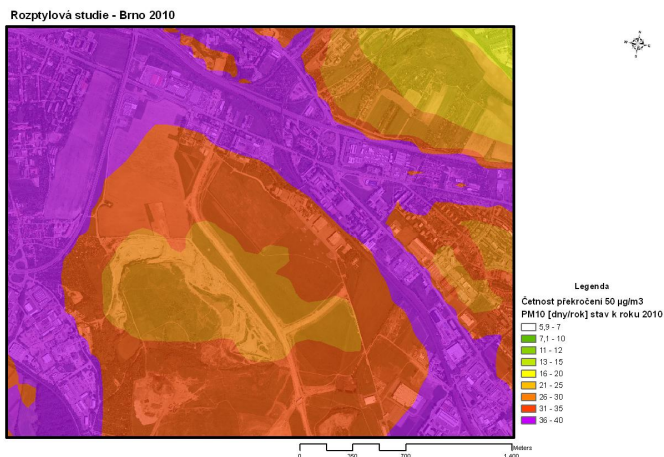 Rozptylová studie - Brno 2010
N
W E
S
Legenda
Četnost překročení 50 µg/m3
PM10 [dny/rok] stav k roku 2010
5,9 - 7
7,1 - 10
11 - 12
13 - 15
16 - 20
21 - 25
26 - 30
31 - 35
36 - 40
Meters
0 350 700 1 400